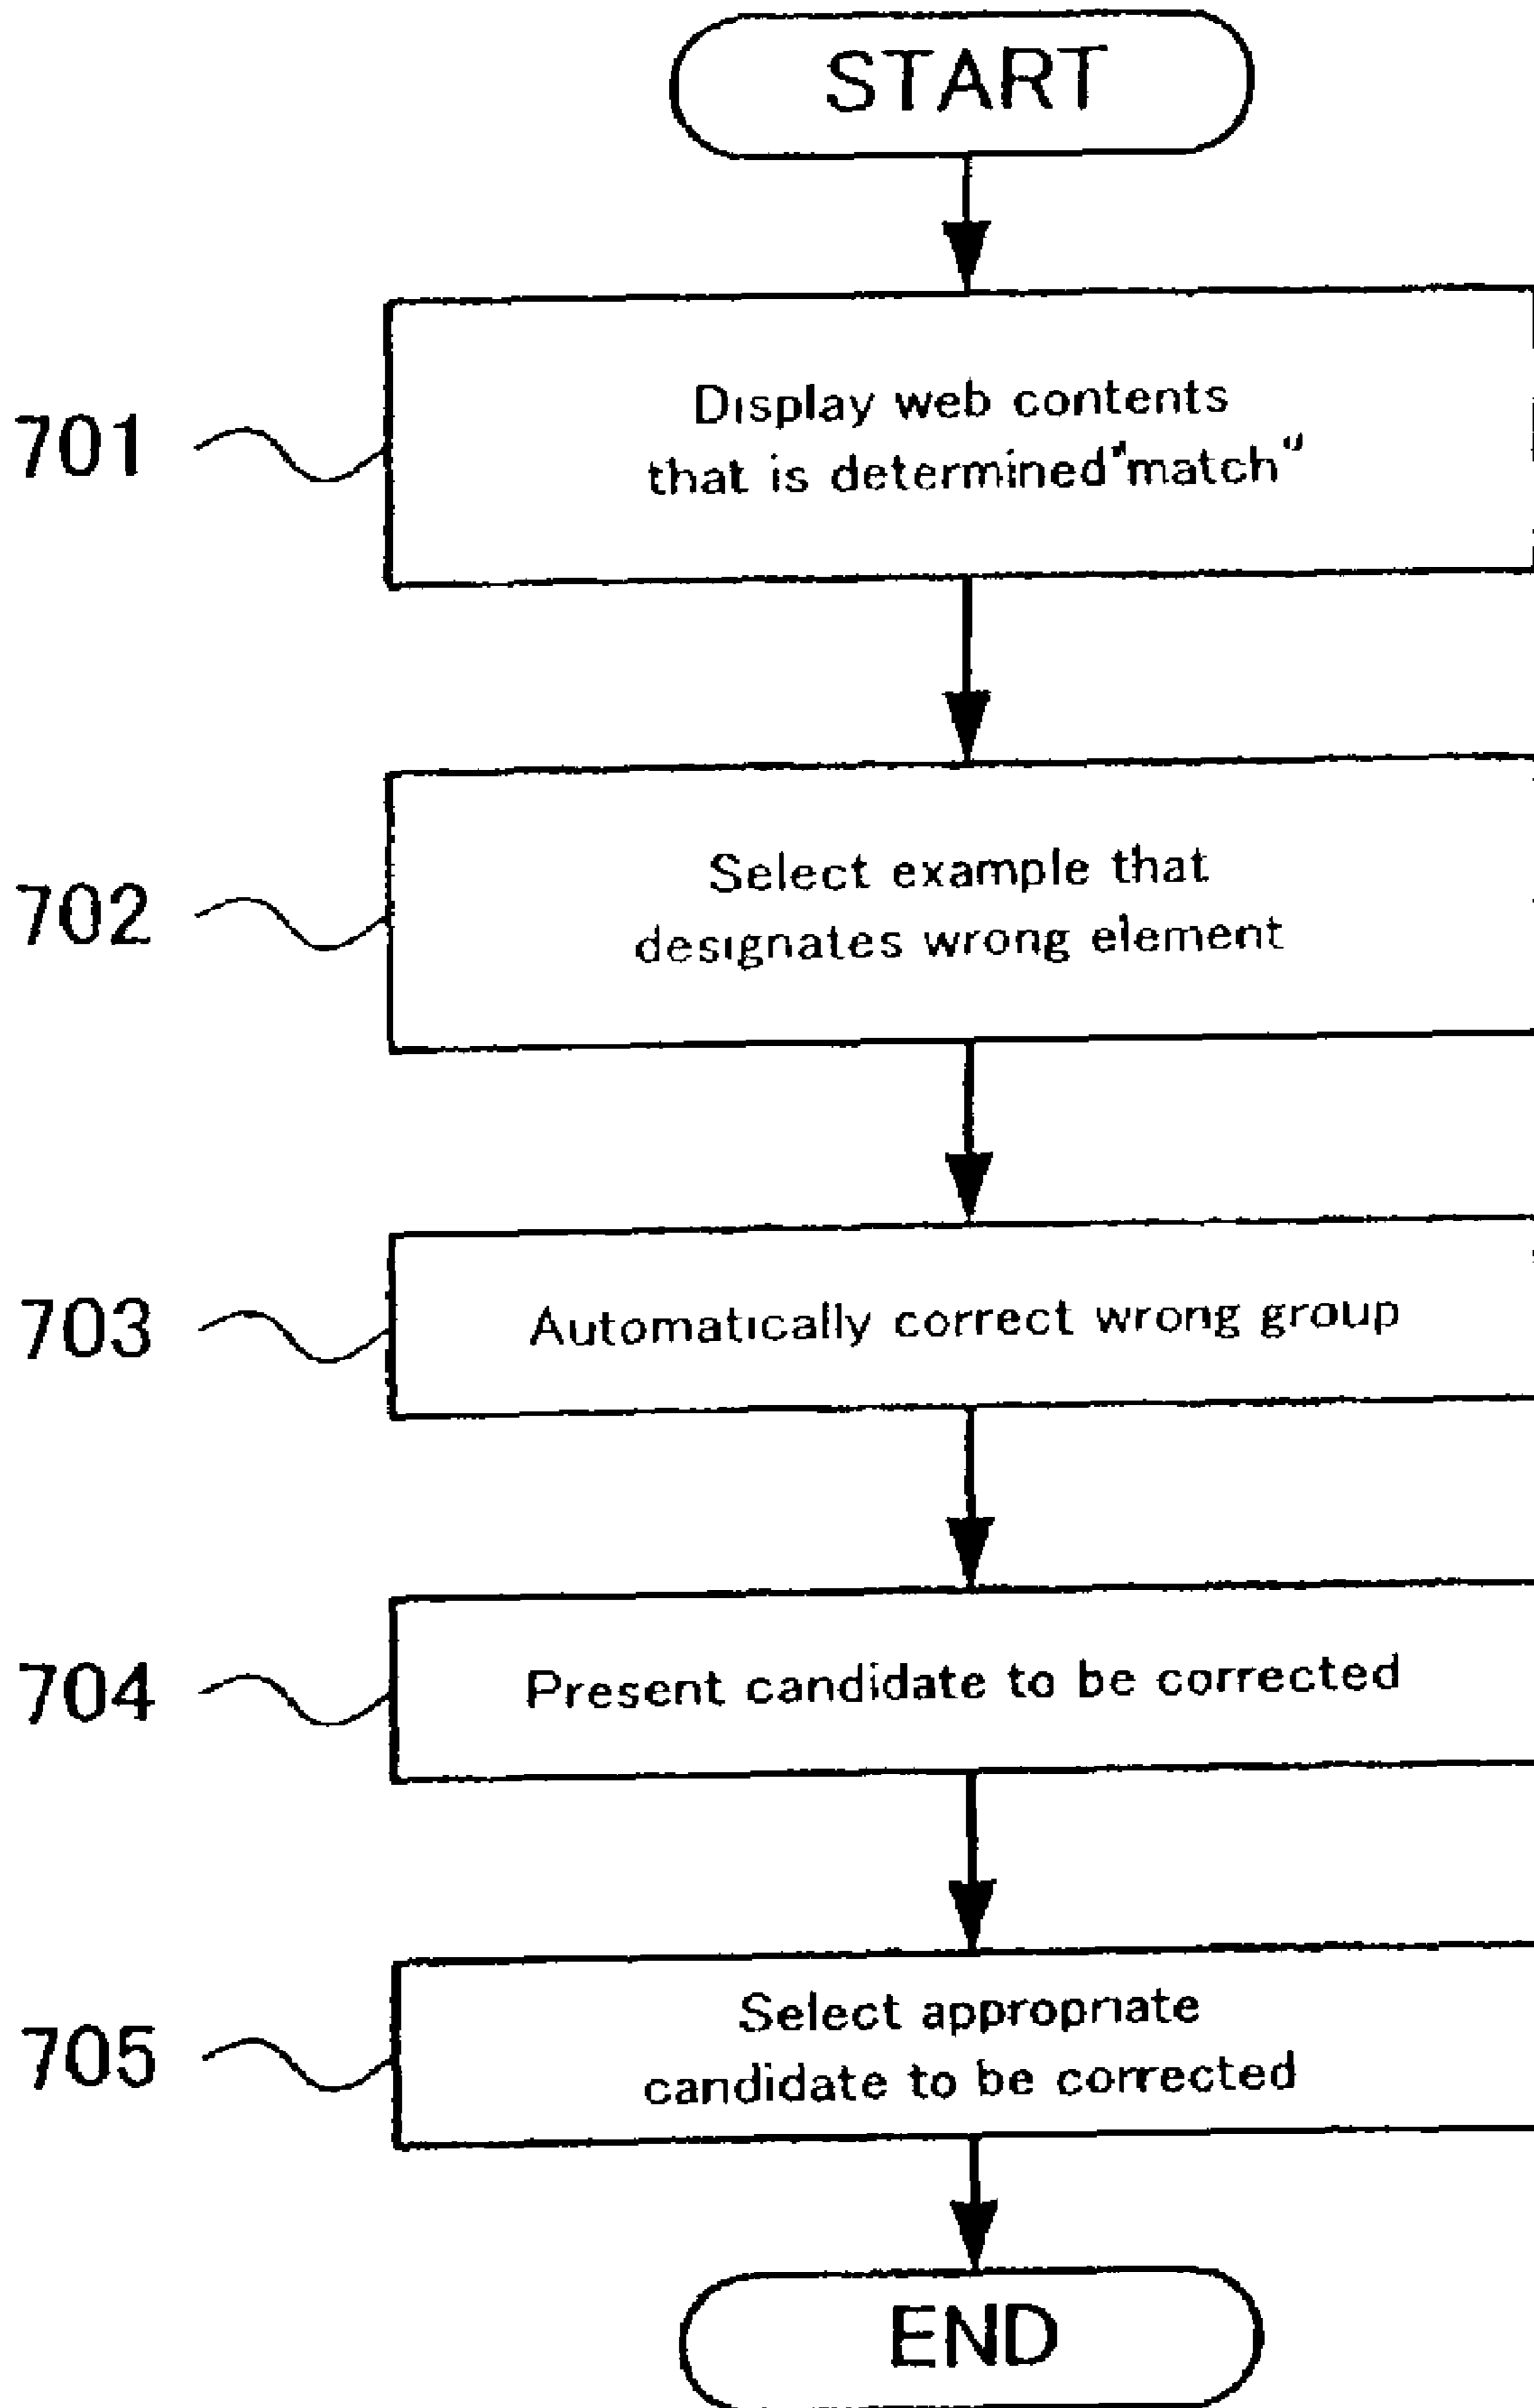 START
701
Display web contents
that is determined"match"
702
Select example that
designates wrong element
703
Automatically correct wrong group
704
Present candidate to be corrected
705
Select appropriate
candidate to be corrected
END